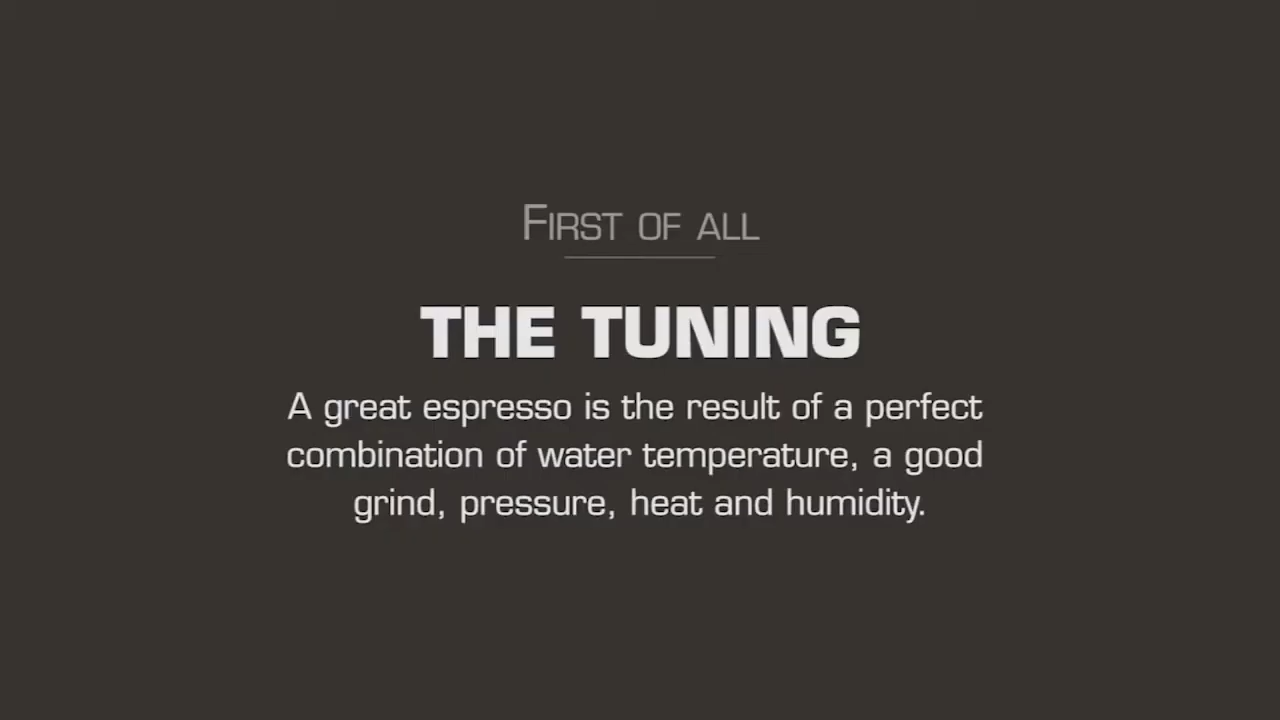 First of all
THE TUNING
A great espresso is the result of a perfect
combination of water temperature, a good
grind, pressure, heat and humidity.